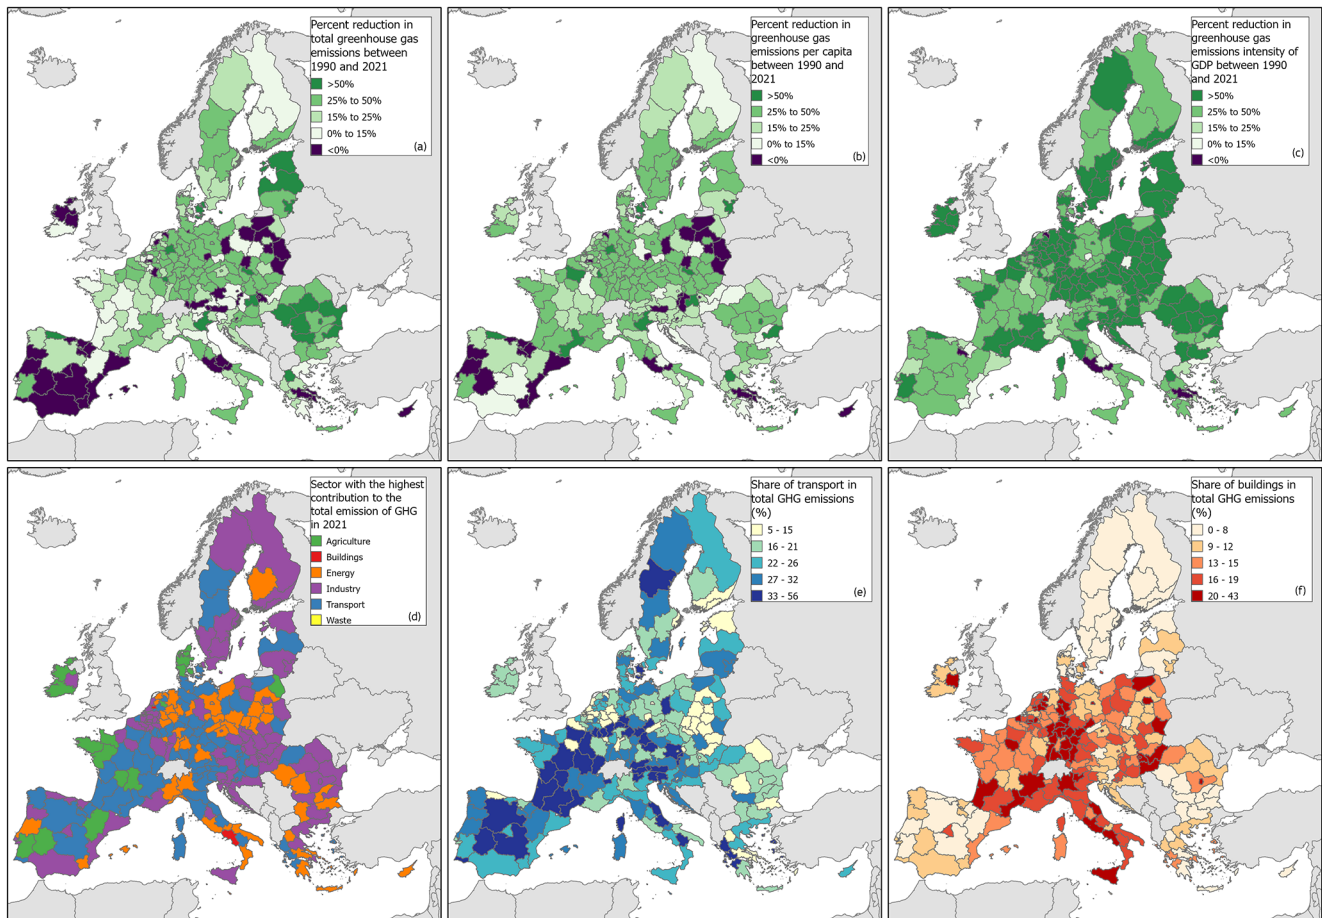 Percent reduction in
total greenhouse gas
emissions between
1990 and 2021
>50%
25% to 50%
15% to 25%
0% to 15%
<0%
(a)
Percent reduction in
greenhouse gas
emissions per capita
between 1990 and
2021
>50%
25% to 50%
15% to 25%
0% to 15%
<0%
(b)
Percent reduction in
greenhouse gas
emissions intensity of
GDP between 1990
and 2021
>50%
25% to 50%
15% to 25%
0% to 15%
<0%
(c)
Sector with the highest
contribution to the
total emission of GHG
in 2021
Agriculture
Buildings
Energy
Industry
Transport
Waste
(d)
Share of transport in
total GHG emissions
(%)
5 - 15
16 - 21
22 - 26
27 - 32
33 - 56
(e)
Share of buildings in
total GHG emissions
(%)
0 - 8
9 - 12
13 - 15
16 - 19
20 - 43
(f)